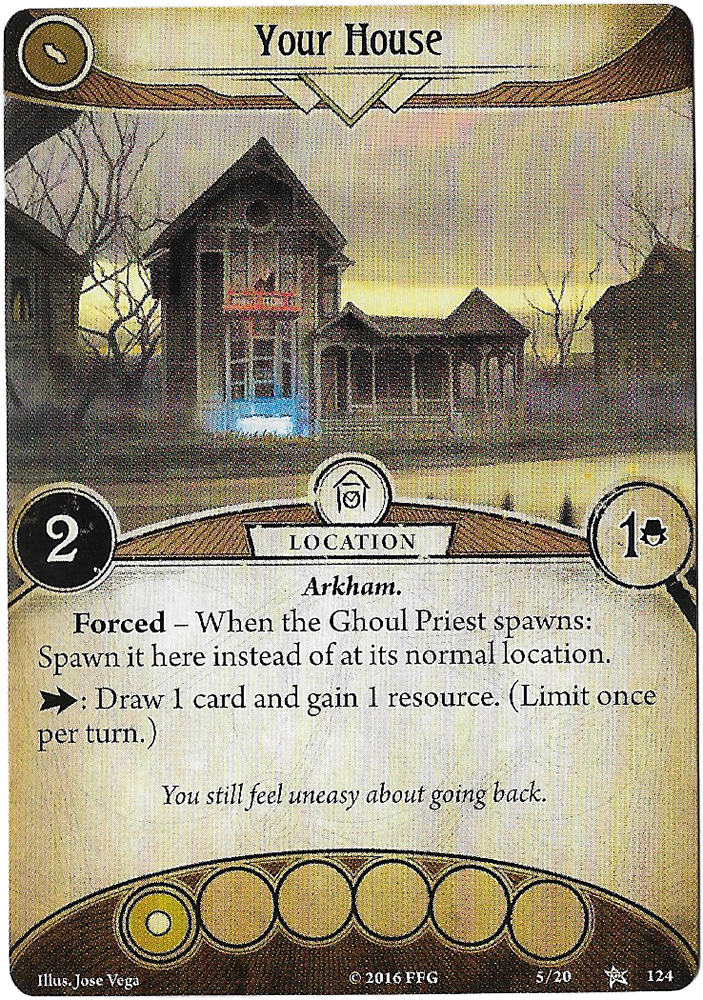 Your House
2
LOCATION
1
Arkham.
Forced – When the Ghoul Priest spawns:
Spawn it here instead of at its normal location.
: Draw 1 card and gain 1 resource. (Limit once
per turn.)
You still feel uneasy about going back.
Illus. Jose Vega © 2016 FFG 5/20 124